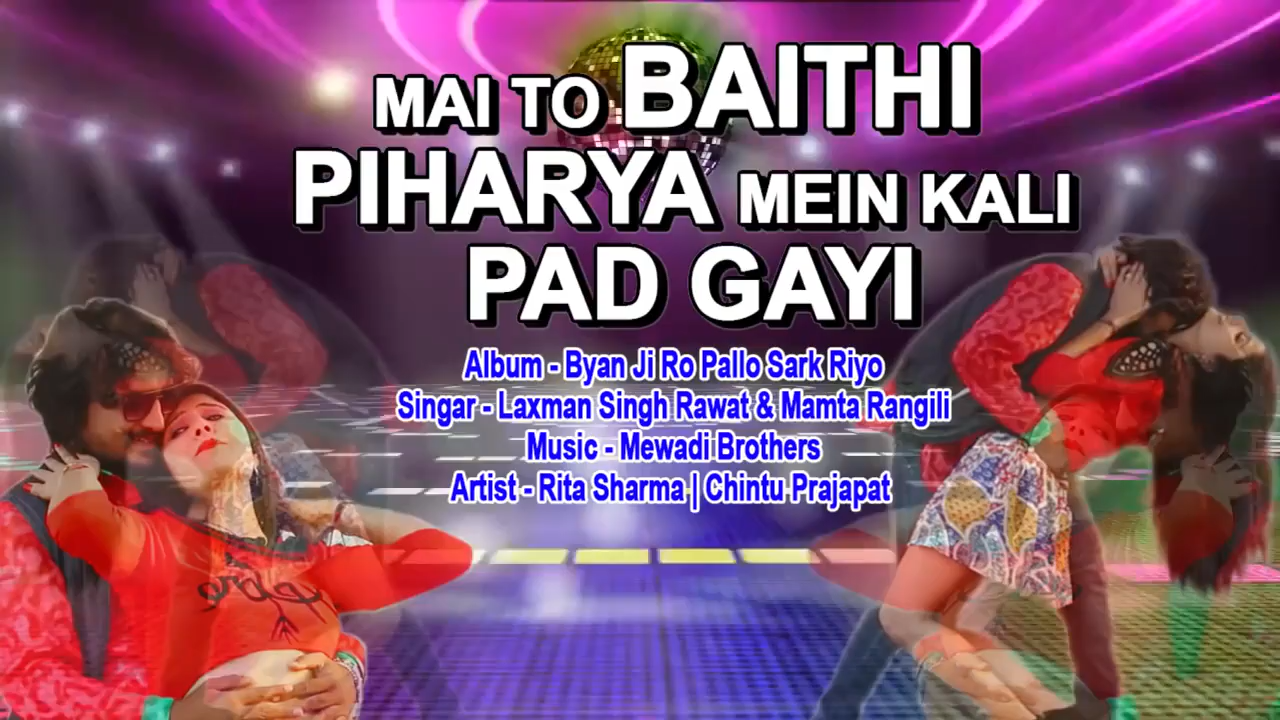 MAI TO BAITHI
PIHARYA MEIN KALI
PAD GAYI
Album - Byan Ji Ro Pallo Sark Riyo
Singar - Laxman Singh Rawat & Mamta Rangili
Music - Mewadi Brothers
Artist - Rita Sharma | Chintu Prajapat